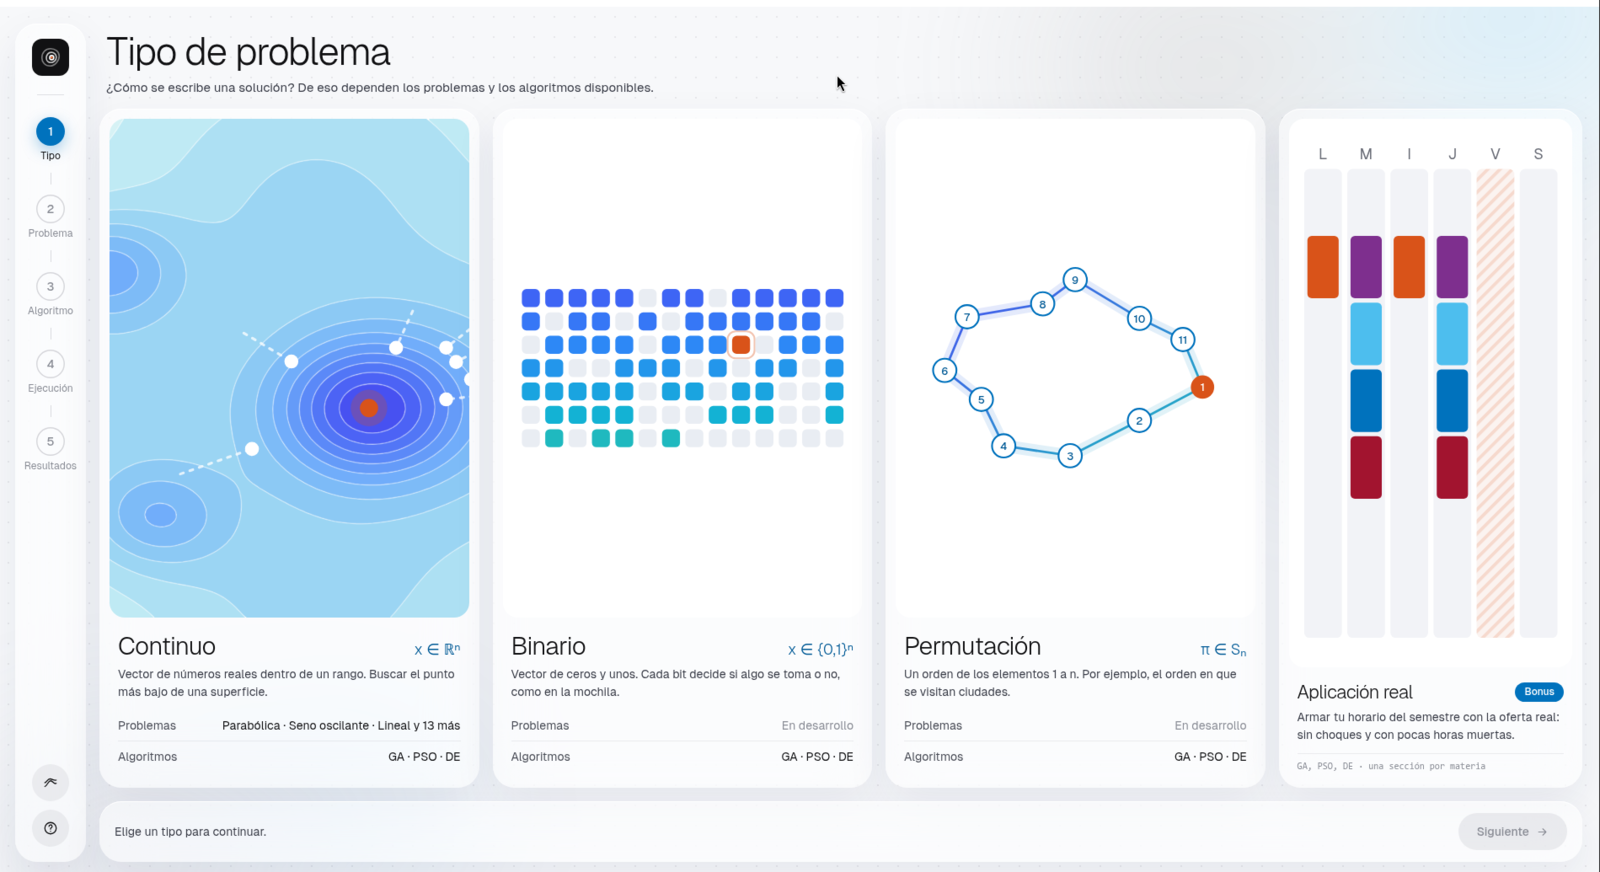 Tipo de problema
¿Cómo se escribe una solución? De eso dependen los problemas y los algoritmos disponibles.
1
Tipo
2
Problema
3
Algoritmo
4
Ejecución
5
Resultados
Continuo
x ∈ ℝⁿ
Vector de números reales dentro de un rango. Buscar el punto
más bajo de una superficie.
Problemas
Parabólica · Seno oscilante · Lineal y 13 más
Algoritmos
GA · PSO · DE
Binario
x ∈ {0,1}ⁿ
Vector de ceros y unos. Cada bit decide si algo se toma o no,
como en la mochila.
Problemas
En desarrollo
Algoritmos
GA · PSO · DE
9
8
7
10
11
6
1
5
2
4
3
Permutación
π ∈ Sₙ
Un orden de los elementos 1 a n. Por ejemplo, el orden en que
se visitan ciudades.
Problemas
En desarrollo
Algoritmos
GA · PSO · DE
L M I J V S
Aplicación real
Bonus
Armar tu horario del semestre con la oferta real:
sin choques y con pocas horas muertas.
GA, PSO, DE · una sección por materia
Elige un tipo para continuar.
Siguiente →